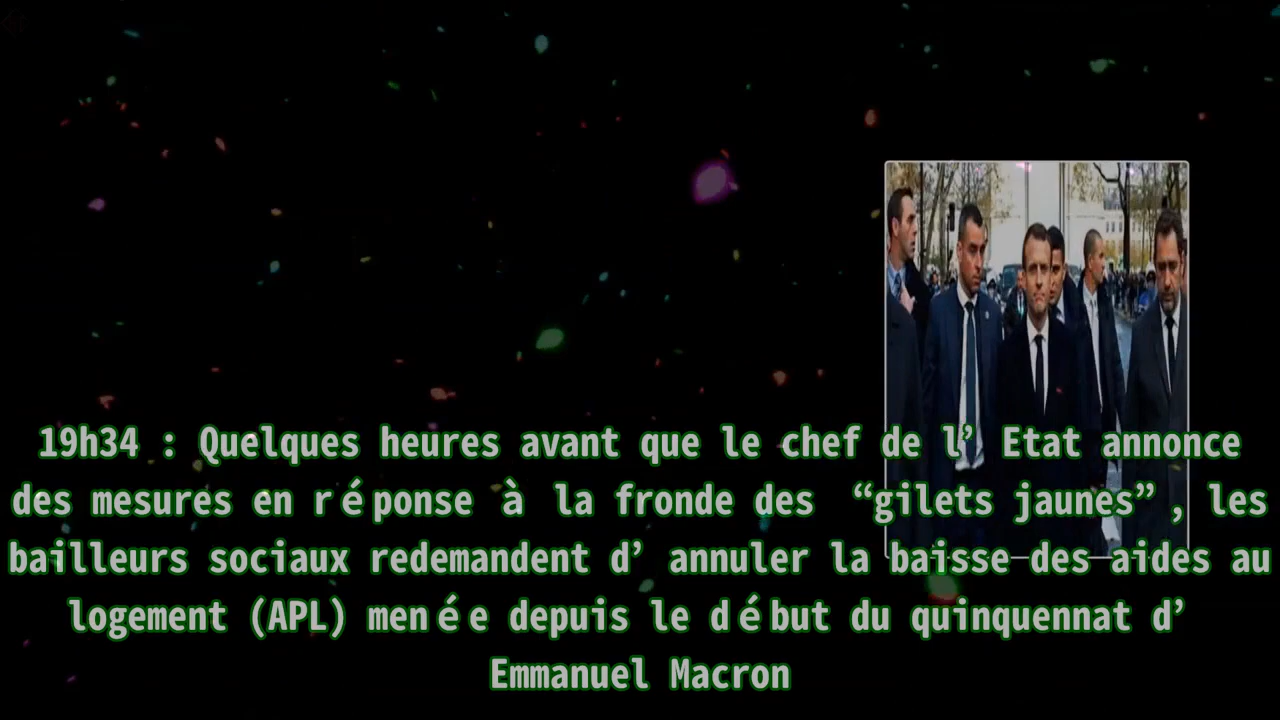 19h34 : Quelques heures avant que le chef de l’ Etat annonce
des mesures en réponse à la fronde des “gilets jaunes”, les
bailleurs sociaux redemandent d’ annuler la baisse des aides au
logement (APL) menée depuis le début du quinquennat d’
Emmanuel Macron